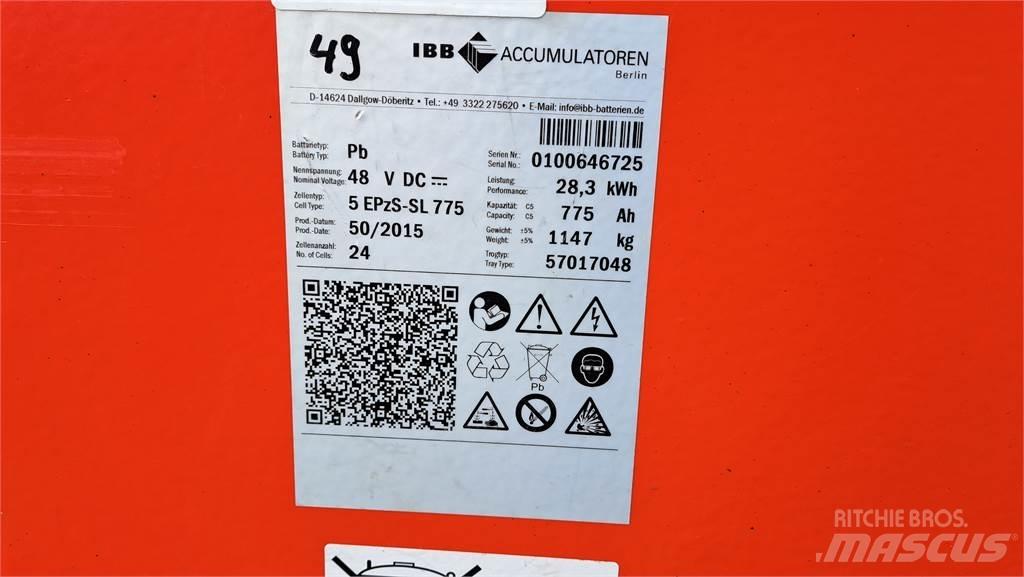 49
IBB ACCUMULATOREN
Berlin
D-14624 Dallgow-Döberitz • Tel.: +49 3322 275620 • E-Mail: info@ibb-batterien.de
Batterietyp:
Battery Typ: Pb
Serien Nr.:
Serial No.: 0100646725
Nennspannung:
Nominal Voltage: 48 V DC
Leistung:
Performance: 28,3 kWh
Zellentyp:
Cell Type: 5 EPzS-SL 775
Kapazität: C5
Capacity: C5 775 Ah
Prod.-Datum:
Prod.-Date: 50/2015
Gewicht: ±5%
Weight: ±5% 1147 kg
Zellenanzahl:
No. of Cells: 24
Trogtyp:
Tray Type: 57017048
Pb
RITCHIE BROS.
MASCUS